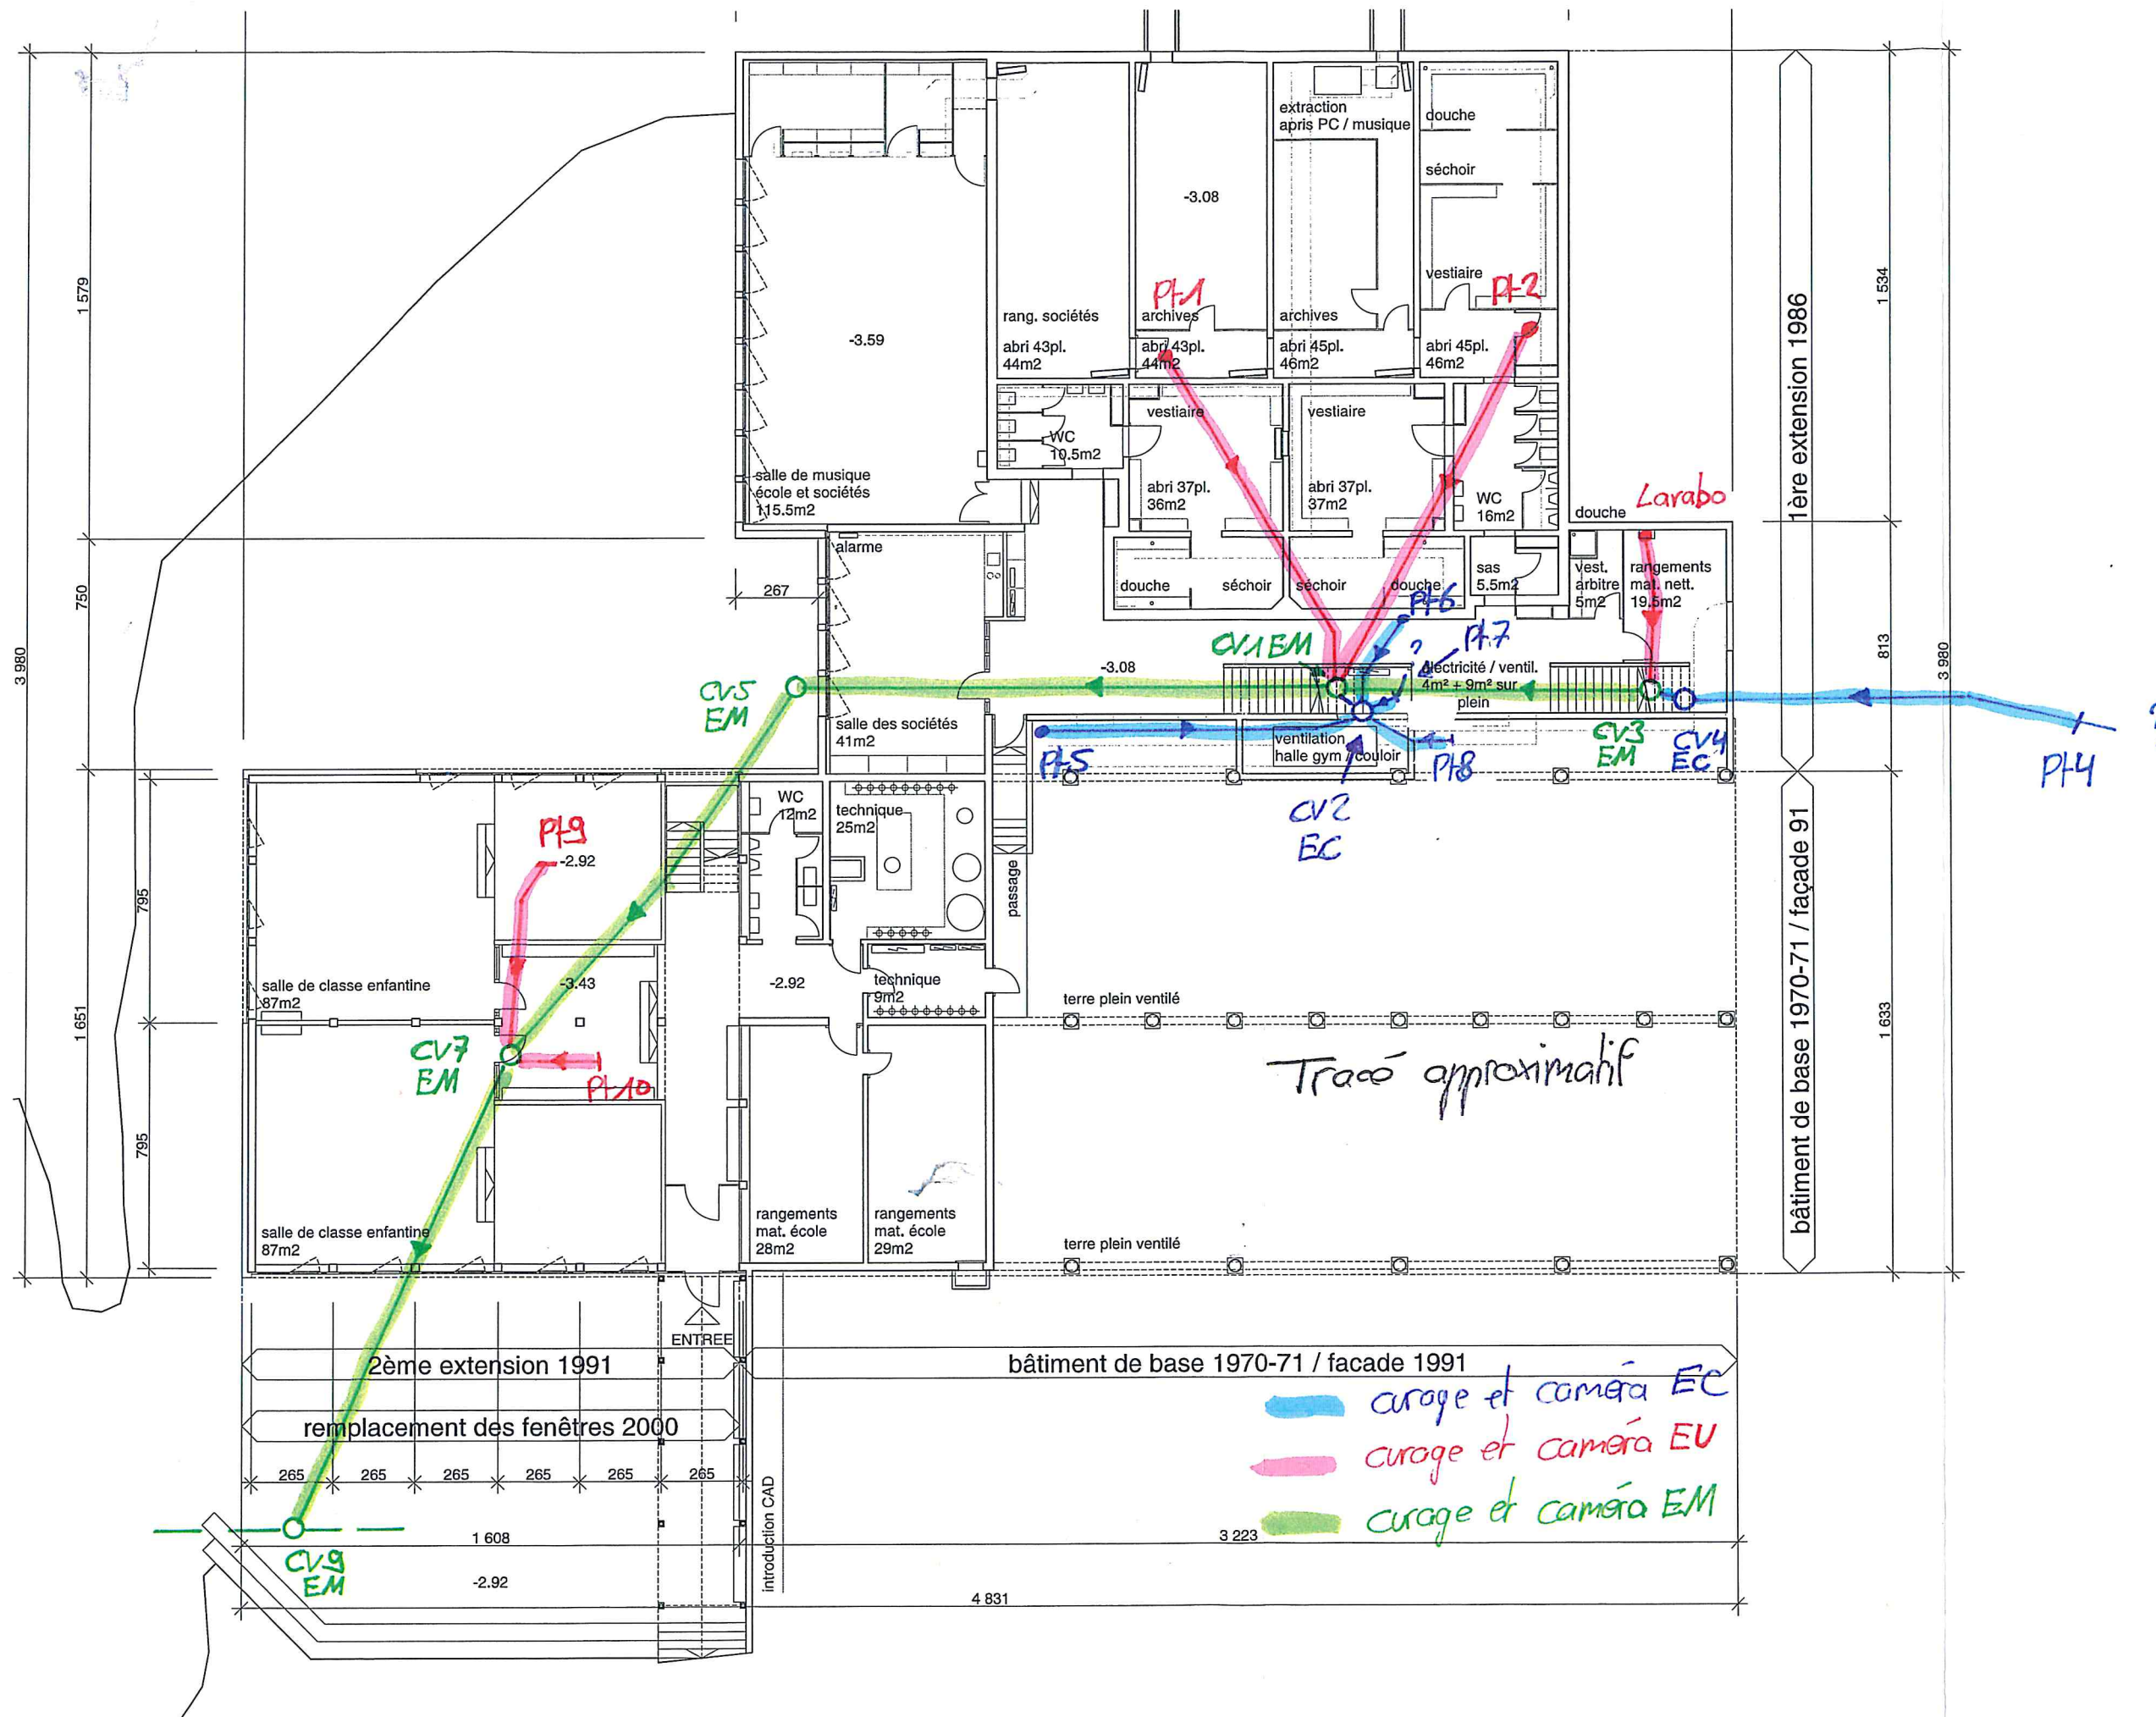 extraction
apris PC / musique
douche
séchoir
-3.08
vestiaire
Pt1
Pt2
rang. sociétés
archives
archives
abri 43pl.
44m2
abri 43pl.
44m2
abri 45pl.
46m2
abri 45pl.
46m2
-3.59
1 579
1 534
1ère extension 1986
WC
10.5m2
vestiaire
vestiaire
abri 37pl.
36m2
abri 37pl.
37m2
WC
16m2
salle de musique
école et sociétés
115.5m2
Larabo
douche
alarme
267
750
douche
séchoir
séchoir
douche
sas
5.5m2
vest.
arbitre
5m2
rangements
mat. nett.
19.5m2
Pt6
Pt7
?
CV1 EM
-3.08
électricité / ventil.
4m² + 9m² sur
plein
813
3 980
3 980
CV5
EM
salle des sociétés
41m2
Pt5
ventilation
halle gym / couloir
Pt8
CV3
EM
CV4
EC
?
Pt4
CV2
EC
WC
12m2
technique
25m2
Pt9
-2.92
passage
795
salle de classe enfantine
87m2
-3.43
-2.92
technique
9m2
terre plein ventilé
1 651
1 633
bâtiment de base 1970-71 / façade 91
CV7
EM
Pt10
Tracé approximatif
795
salle de classe enfantine
87m2
rangements
mat. école
28m2
rangements
mat. école
29m2
terre plein ventilé
ENTREE
2ème extension 1991
bâtiment de base 1970-71 / facade 1991
curage et caméra EC
remplacement des fenêtres 2000
curage et caméra EU
265
265
265
265
265
265
introduction CAD
curage et caméra EM
1 608
3 223
CV9
EM
-2.92
4 831